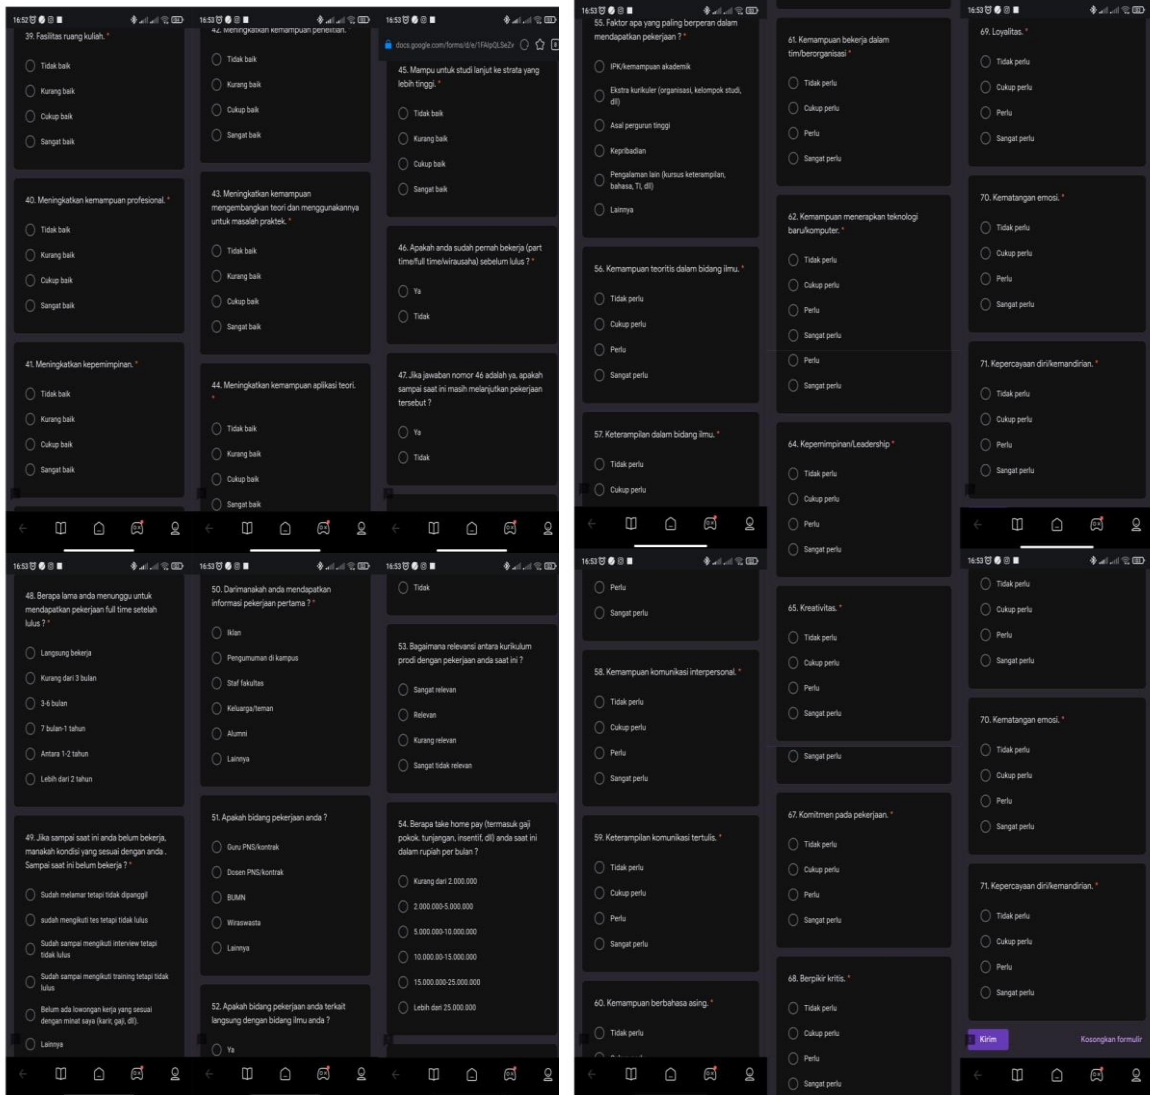 16:52
39. Fasilitas ruang kuliah. *
Tidak baik
Kurang baik
Cukup baik
Sangat baik
40. Meningkatkan kemampuan profesional. *
Tidak baik
Kurang baik
Cukup baik
Sangat baik
41. Meningkatkan kepemimpinan. *
Tidak baik
Kurang baik
Cukup baik
Sangat baik
16:53
42. Meningkatkan kemampuan penelitian.
Tidak baik
Kurang baik
Cukup baik
Sangat baik
43. Meningkatkan kemampuan
mengembangkan teori dan menggunakannya
untuk masalah praktek. *
Tidak baik
Kurang baik
Cukup baik
Sangat baik
44. Meningkatkan kemampuan aplikasi teori.
*
Tidak baik
Kurang baik
Cukup baik
Sangat baik
16:53
docs.google.com/forms/d/e/1FAIpQLSeZx
45. Mampu untuk studi lanjut ke strata yang
lebih tinggi. *
Tidak baik
Kurang baik
Cukup baik
Sangat baik
46. Apakah anda sudah pernah bekerja (part
time/full time/wirausaha) sebelum lulus ? *
Ya
Tidak
47. Jika jawaban nomor 46 adalah ya, apakah
sampai saat ini masih melanjutkan pekerjaan
tersebut ?
Ya
Tidak
16:53
48. Berapa lama anda menunggu untuk
mendapatkan pekerjaan full time setelah
lulus ? *
Langsung bekerja
Kurang dari 3 bulan
3-6 bulan
7 bulan-1 tahun
Antara 1-2 tahun
Lebih dari 2 tahun
49. Jika sampai saat ini anda belum bekerja,
manakah kondisi yang sesuai dengan anda .
Sampai saat ini belum bekerja ? *
Sudah melamar tetapi tidak dipanggil
sudah mengikuti tes tetapi tidak lulus
Sudah sampai mengikuti interview tetapi
tidak lulus
Sudah sampai mengikuti training tetapi tidak
lulus
Belum ada lowongan kerja yang sesuai
dengan minat saya (karir, gaji, dll).
Lainnya
16:53
50. Darimanakah anda mendapatkan
informasi pekerjaan pertama ? *
Iklan
Pengumuman di kampus
Staf fakultas
Keluarga/teman
Alumni
Lainnya
51. Apakah bidang pekerjaan anda ?
Guru PNS/kontrak
Dosen PNS/kontrak
BUMN
Wiraswasta
Lainnya
52. Apakah bidang pekerjaan anda terkait
langsung dengan bidang ilmu anda ?
Ya
16:53
Tidak
53. Bagaimana relevansi antara kurikulum
prodi dengan pekerjaan anda saat ini ?
Sangat relevan
Relevan
Kurang relevan
Sangat tidak relevan
54. Berapa take home pay (termasuk gaji
pokok. tunjangan, insentif, dll) anda saat ini
dalam rupiah per bulan ?
Kurang dari 2.000.000
2.000.000-5.000.000
5.000.000-10.000.000
10.000.00-15.000.000
15.000.000-25.000.000
Lebih dari 25.000.000
16:53
55. Faktor apa yang paling berperan dalam
mendapatkan pekerjaan ? *
IPK/kemampuan akademik
Ekstra kurikuler (organisasi, kelompok studi,
dll)
Asal pergurun tinggi
Kepribadian
Pengalaman lain (kursus keterampilan,
bahasa, TI, dll)
Lainnya
56. Kemampuan teoritis dalam bidang ilmu. *
Tidak perlu
Cukup perlu
Perlu
Sangat perlu
57. Keterampilan dalam bidang ilmu. *
Tidak perlu
Cukup perlu
16:53
Perlu
Sangat perlu
58. Kemampuan komunikasi interpersonal. *
Tidak perlu
Cukup perlu
Perlu
Sangat perlu
59. Keterampilan komunikasi tertulis. *
Tidak perlu
Cukup perlu
Perlu
Sangat perlu
60. Kemampuan berbahasa asing. *
Tidak perlu
61. Kemampuan bekerja dalam
tim/berorganisasi *
Tidak perlu
Cukup perlu
Perlu
Sangat perlu
62. Kemampuan menerapkan teknologi
baru/komputer. *
Tidak perlu
Cukup perlu
Perlu
Sangat perlu
Perlu
Sangat perlu
64. Kepemimpinan/Leadership *
Tidak perlu
Cukup perlu
Perlu
Sangat perlu
65. Kreativitas. *
Tidak perlu
Cukup perlu
Perlu
Sangat perlu
Sangat perlu
67. Komitmen pada pekerjaan. *
Tidak perlu
Cukup perlu
Perlu
Sangat perlu
68. Berpikir kritis. *
Tidak perlu
Cukup perlu
Perlu
Sangat perlu
16:53
69. Loyalitas. *
Tidak perlu
Cukup perlu
Perlu
Sangat perlu
70. Kematangan emosi. *
Tidak perlu
Cukup perlu
Perlu
Sangat perlu
71. Kepercayaan diri/kemandirian. *
Tidak perlu
Cukup perlu
Perlu
Sangat perlu
16:53
Tidak perlu
Cukup perlu
Perlu
Sangat perlu
70. Kematangan emosi. *
Tidak perlu
Cukup perlu
Perlu
Sangat perlu
71. Kepercayaan diri/kemandirian. *
Tidak perlu
Cukup perlu
Perlu
Sangat perlu
Kirim
Kosongkan formulir